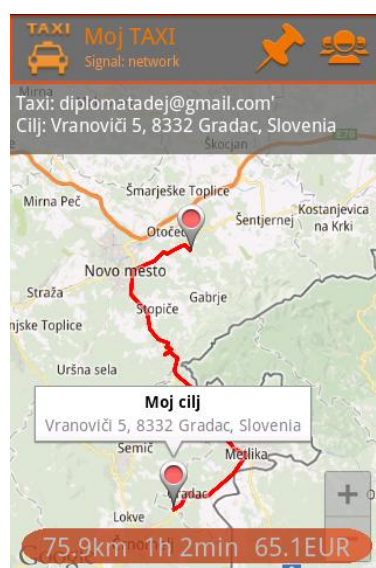 TAXI
Moj TAXI
Signal: network
Mirna
Taxi: diplomatadej@gmail.com'
Cilj: Vranoviči 5, 8332 Gradac, Slovenia
Škocjan
Šmarješke Toplice
Mirna Peč
Kostanjevica
na Krki
Šentjernej
Otočec
Novo mesto
Straža
Gabrje
Stopiče
njske Toplice
Uršna sela
Moj cilj
Vranoviči 5, 8332 Gradac, Slovenia
Semič
Metlika
Gradac
+
Lokve
75.9km 1h 2min 65.1EUR